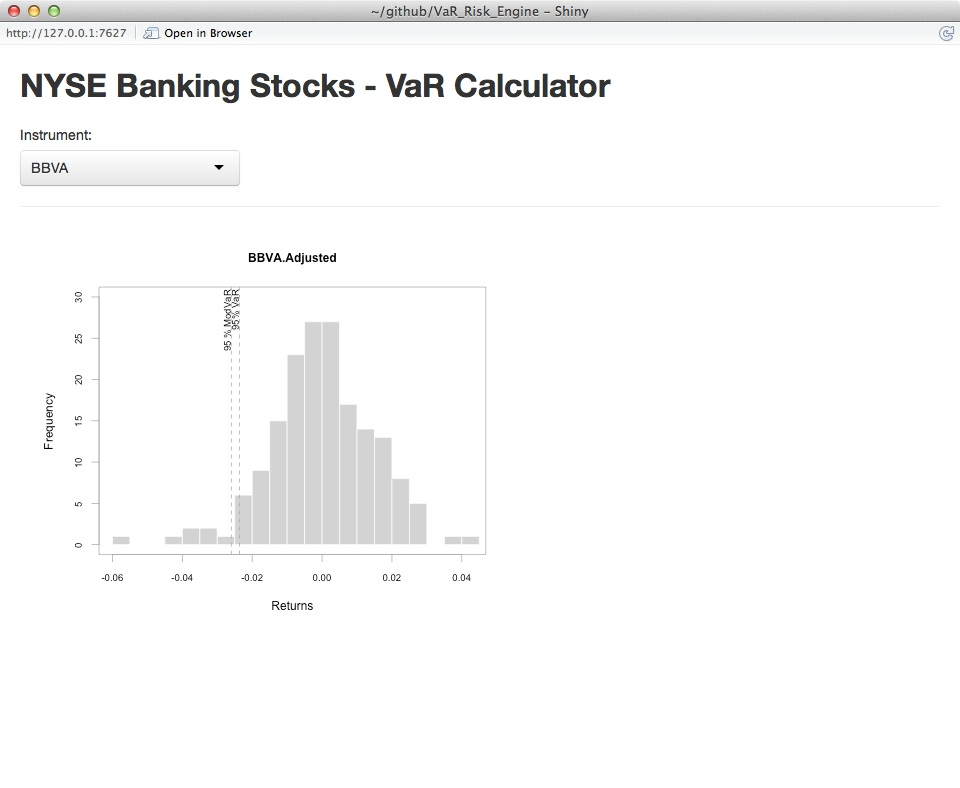 ~/github/VaR_Risk_Engine – Shiny
http://127.0.0.1:7627
Open in Browser
NYSE Banking Stocks - VaR Calculator
Instrument:
BBVA
BBVA.Adjusted
95 % ModVaR
95% VaR
Frequency
30
25
20
15
10
5
0
-0.06
-0.04
-0.02
0.00
0.02
0.04
Returns